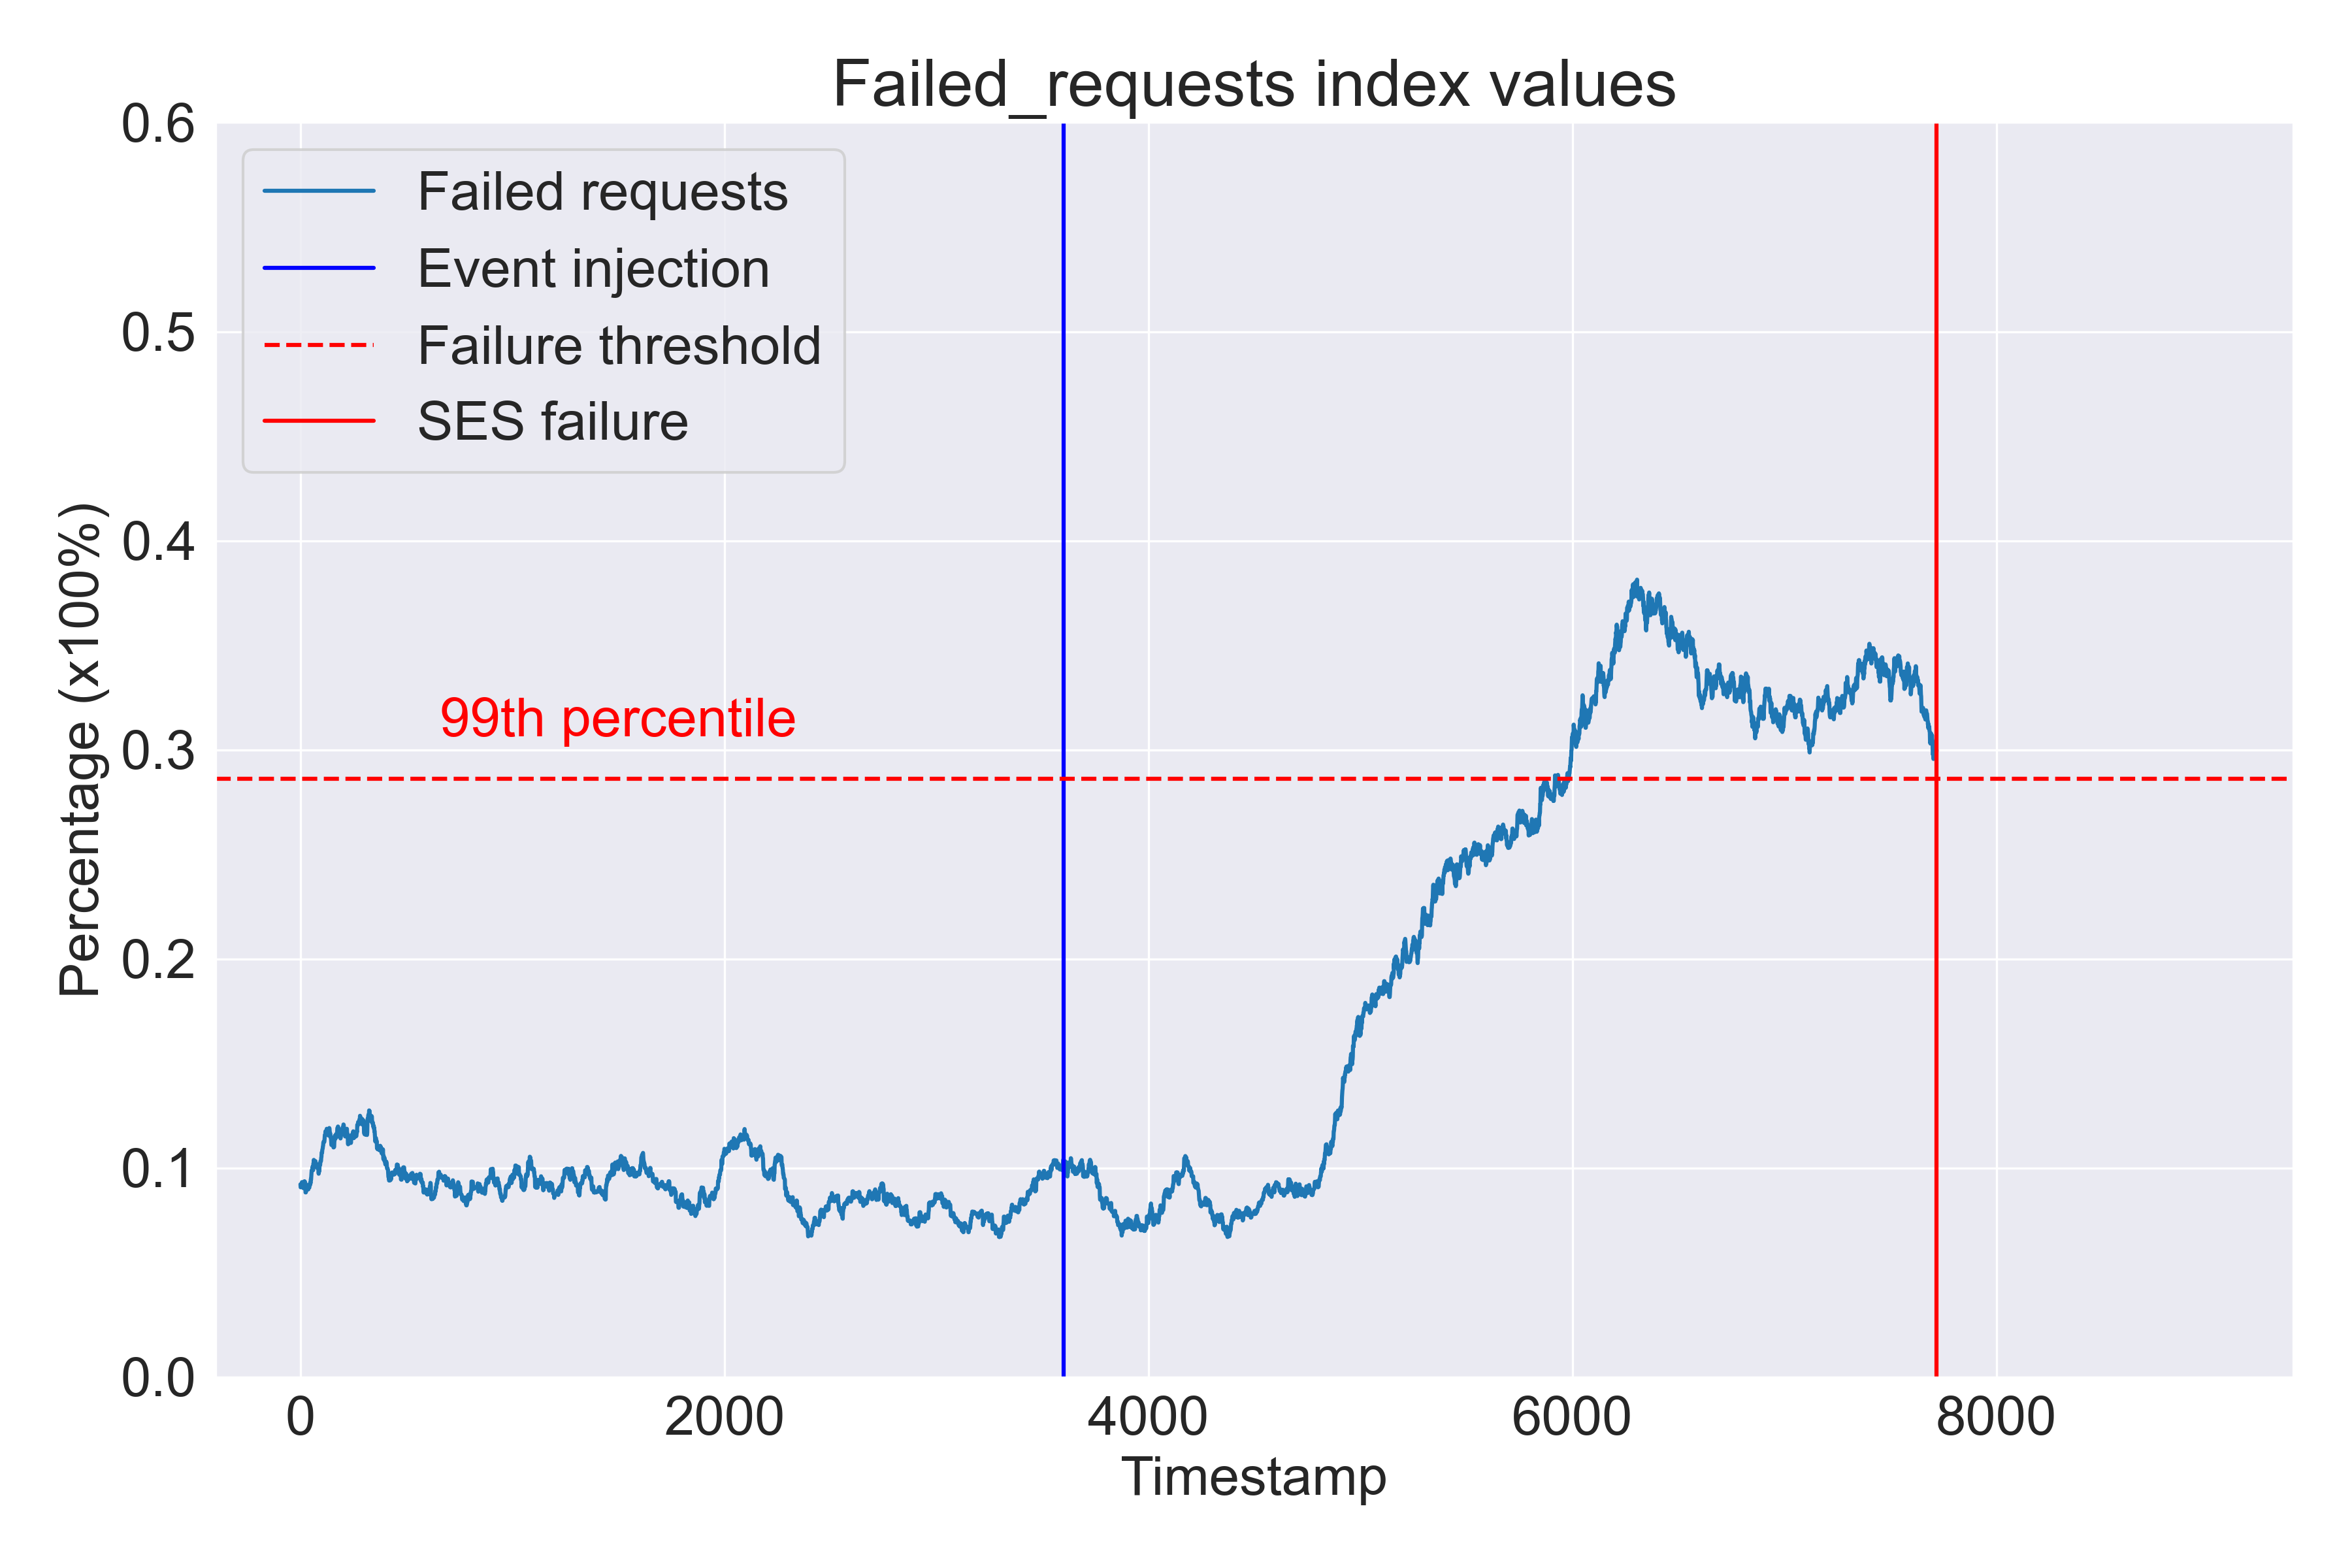 Failed_requests index values
0.6
0.5
0.4
0.3
0.2
0.1
0.0
Percentage (x100%)
Failed requests
Event injection
Failure threshold
SES failure
99th percentile
0 2000 4000 6000 8000
Timestamp